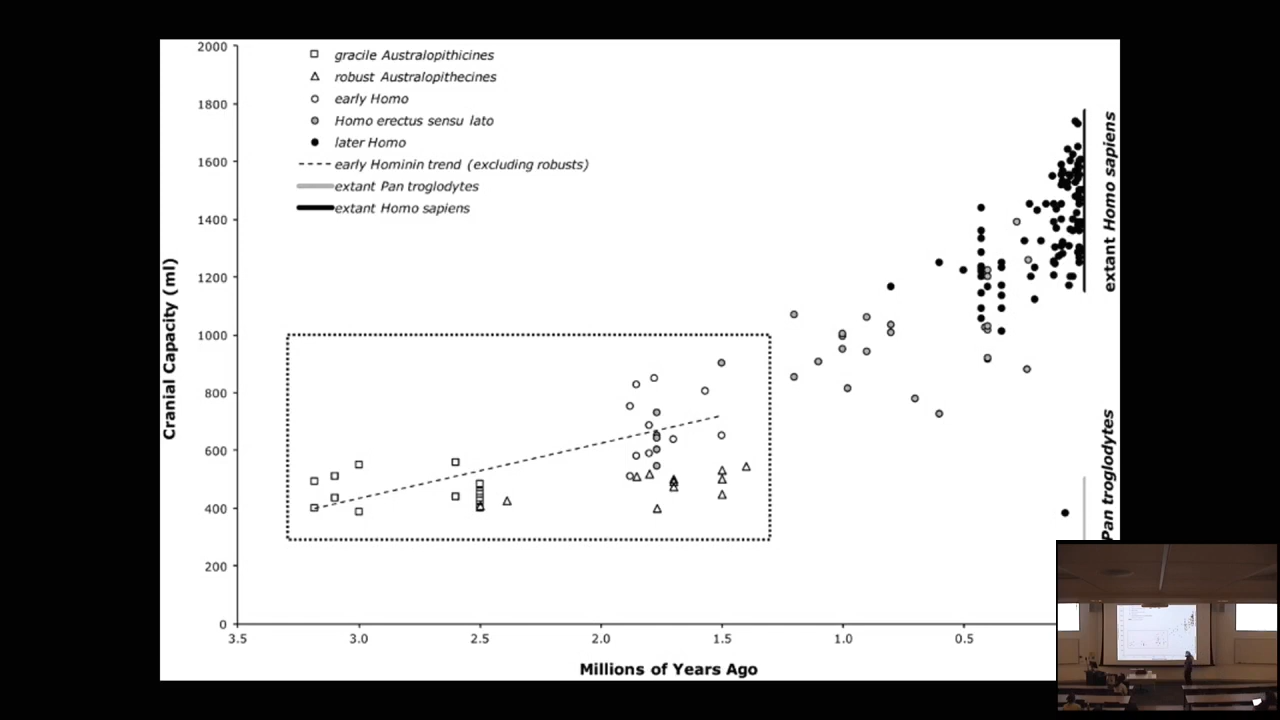 2000
1800
1600
1400
1200
1000
800
600
400
200
0
Cranial Capacity (ml)
gracile Australopithicines
robust Australopithecines
early Homo
Homo erectus sensu lato
later Homo
early Hominin trend (excluding robusts)
extant Pan troglodytes
extant Homo sapiens
extant Homo sapiens
Pan troglodytes
3.5 3.0 2.5 2.0 1.5 1.0 0.5
Millions of Years Ago